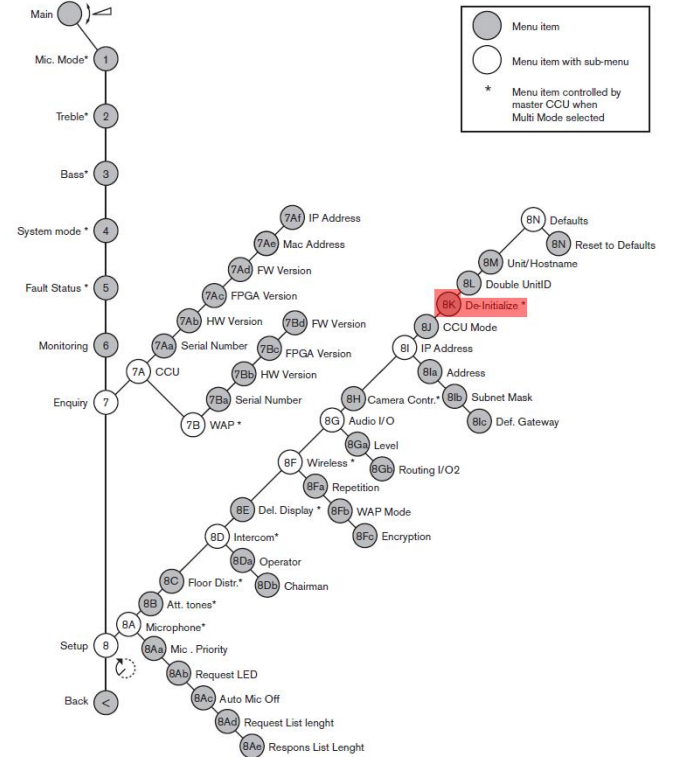 Main
Mic. Mode* 1
Treble* 2
Bass* 3
System mode * 4
Fault Status * 5
Monitoring 6
Enquiry 7
Setup 8
Back <
Menu item
Menu item with sub-menu
* Menu item controlled by
master CCU when
Multi Mode selected
7Af IP Address
7Ae Mac Address
7Ad FW Version
7Ac FPGA Version
7Ab HW Version
7Aa Serial Number
7A CCU
7Bd FW Version
7Bc FPGA Version
7Bb HW Version
7Ba Serial Number
7B WAP *
8N Defaults
8N Reset to Defaults
8M Unit/Hostname
8L Double UnitID
8K De-Initialize *
8J CCU Mode
8I IP Address
8Ia Address
8Ib Subnet Mask
8Ic Def. Gateway
8H Camera Contr.*
8G Audio I/O
8Ga Level
8Gb Routing I/O2
8F Wireless *
8Fa Repetition
8Fb WAP Mode
8Fc Encryption
8E Del. Display *
8D Intercom*
8Da Operator
8Db Chairman
8C Floor Distr.*
8B Att. tones*
8A Microphone*
8Aa Mic . Priority
8Ab Request LED
8Ac Auto Mic Off
8Ad Request List lenght
8Ae Respons List Lenght